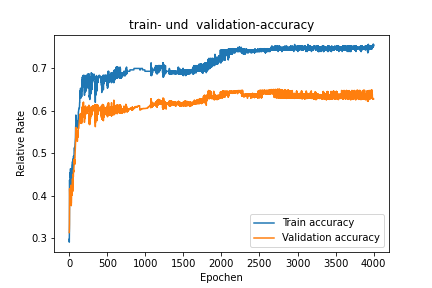 train- und  validation-accuracy
Relative Rate
0.7
0.6
0.5
0.4
0.3
0 500 1000 1500 2000 2500 3000 3500 4000
Epochen
Train accuracy
Validation accuracy